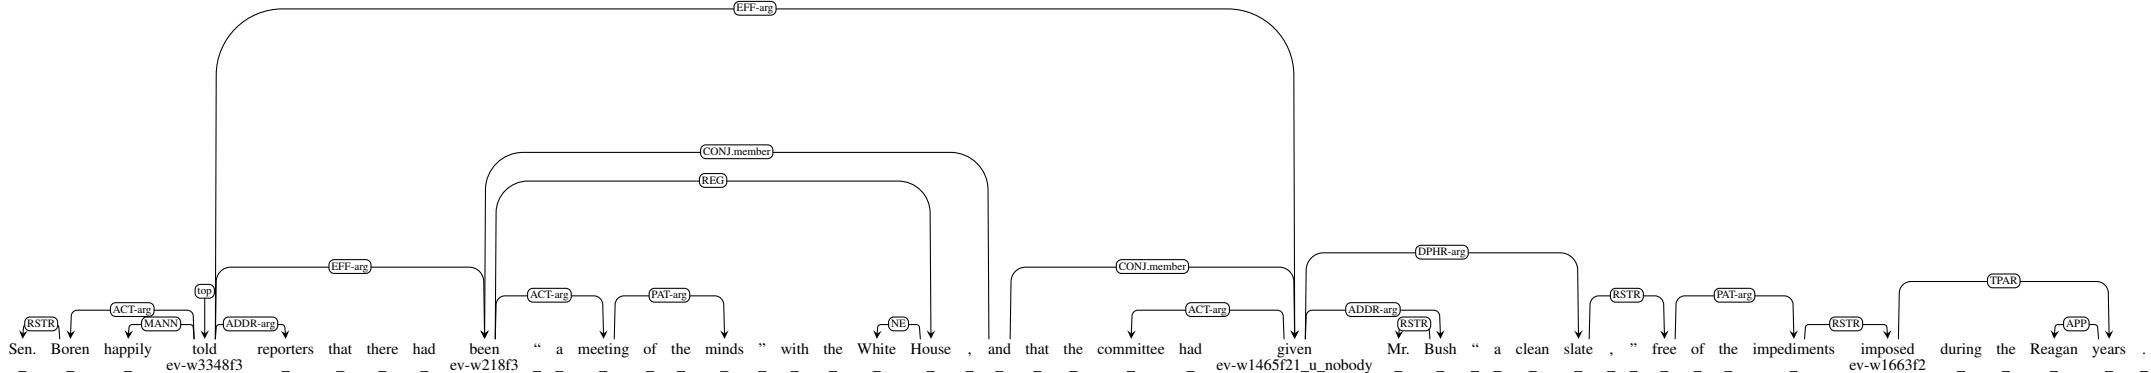 EFF-arg
CONJ.member
REG
DPHR-arg
EFF-arg CONJ.member
TPAR
top
ACT-arg PAT-arg RSTR PAT-arg
ACT-arg ACT-arg ADDR-arg
RSTR MANN ADDR-arg NE RSTR RSTR APP
Sen. Boren happily told reporters that there had been “ a meeting of the minds ” with the White House , and that the committee had given Mr. Bush “ a clean slate , ” free of the impediments imposed during the Reagan years .
_ _ _ ev-w3348f3 _ _ _ _ ev-w218f3 _ _ _ _ _ _ _ _ _ _ _ _ _ _ _ _ _ ev-w1465f21_u_nobody _ _ _ _ _ _ _ _ _ _ _ _ ev-w1663f2 _ _ _ _ _